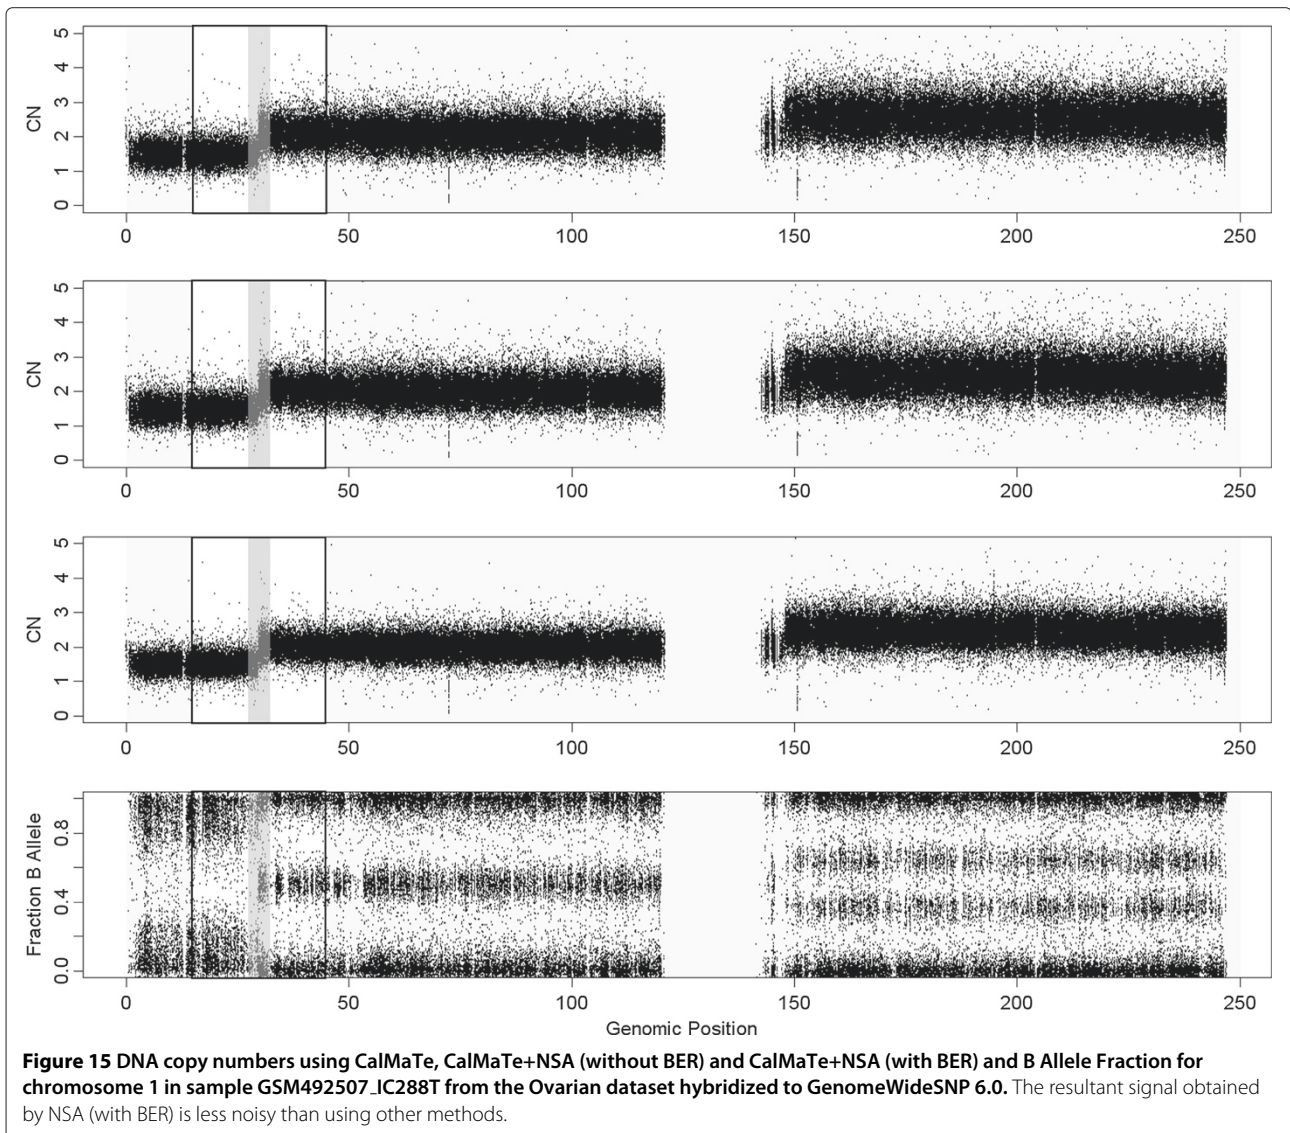 5
4
3
2
1
0
CN
0 50 100 150 200 250
5
4
3
2
1
0
CN
0 50 100 150 200 250
5
4
3
2
1
0
CN
0 50 100 150 200 250
0.8
0.4
0.0
Fraction B Allele
0 50 100 150 200 250
Genomic Position
Figure 15 DNA copy numbers using CalMaTe, CalMaTe+NSA (without BER) and CalMaTe+NSA (with BER) and B Allele Fraction for
chromosome 1 in sample GSM492507_IC288T from the Ovarian dataset hybridized to GenomeWideSNP 6.0. The resultant signal obtained
by NSA (with BER) is less noisy than using other methods.